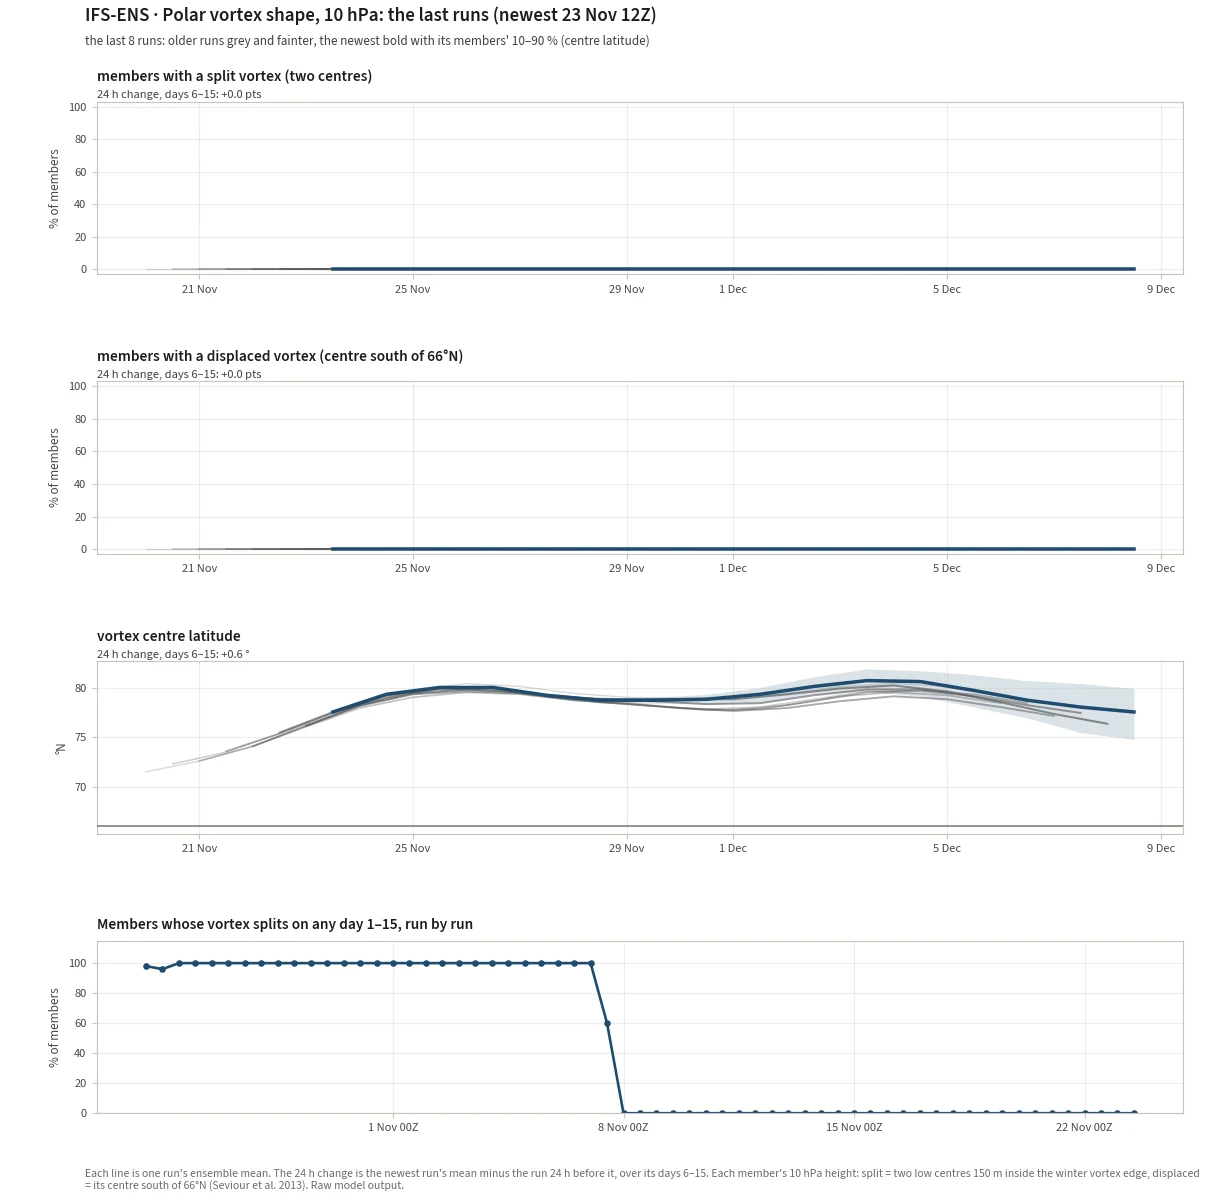 IFS-ENS · Polar vortex shape, 10 hPa: the last runs (newest 23 Nov 12Z)
the last 8 runs: older runs grey and fainter, the newest bold with its members' 10–90 % (centre latitude)
members with a split vortex (two centres)
24 h change, days 6–15: +0.0 pts
100
80
60
40
20
0
% of members
21 Nov
25 Nov
29 Nov
1 Dec
5 Dec
9 Dec
members with a displaced vortex (centre south of 66°N)
24 h change, days 6–15: +0.0 pts
100
80
60
40
20
0
% of members
21 Nov
25 Nov
29 Nov
1 Dec
5 Dec
9 Dec
vortex centre latitude
24 h change, days 6–15: +0.6 °
80
75
70
°N
21 Nov
25 Nov
29 Nov
1 Dec
5 Dec
9 Dec
Members whose vortex splits on any day 1–15, run by run
100
80
60
40
20
0
% of members
1 Nov 00Z
8 Nov 00Z
15 Nov 00Z
22 Nov 00Z
Each line is one run's ensemble mean. The 24 h change is the newest run's mean minus the run 24 h before it, over its days 6–15. Each member's 10 hPa height: split = two low centres 150 m inside the winter vortex edge, displaced
= its centre south of 66°N (Seviour et al. 2013). Raw model output.